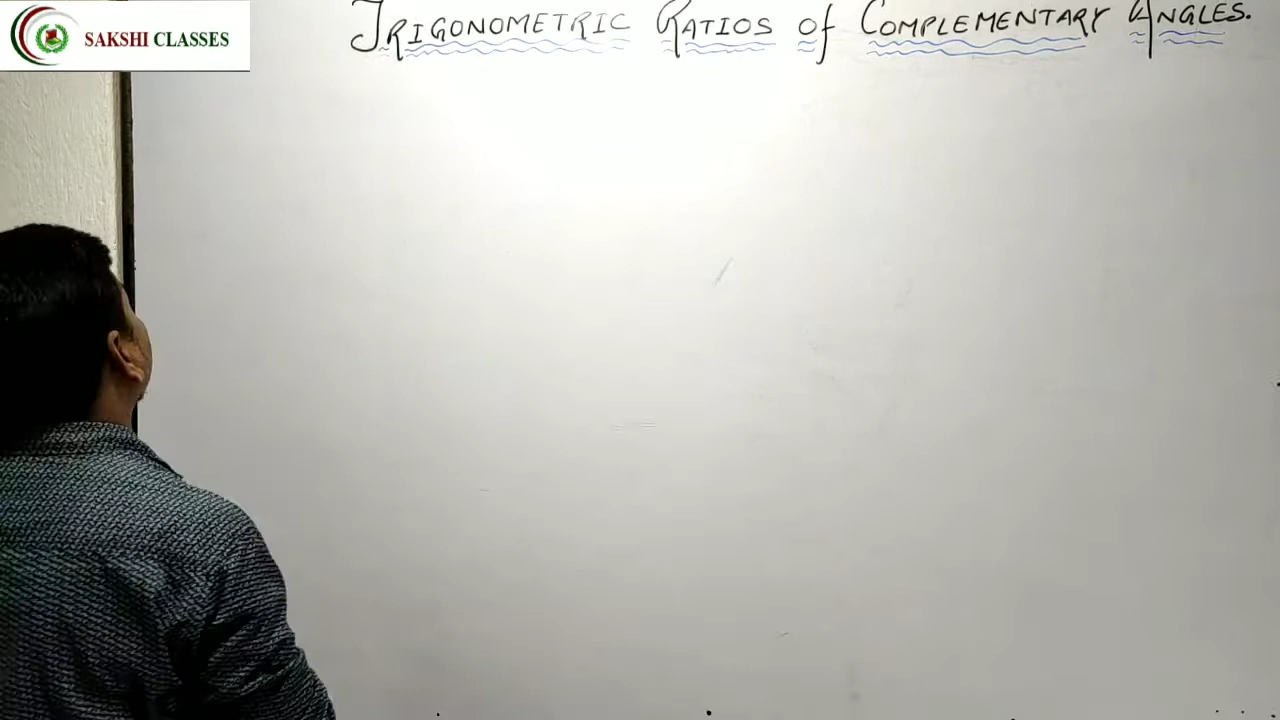 SAKSHI CLASSES
TRIGONOMETRIC RATIOS of COMPLEMENTARY ANGLES.